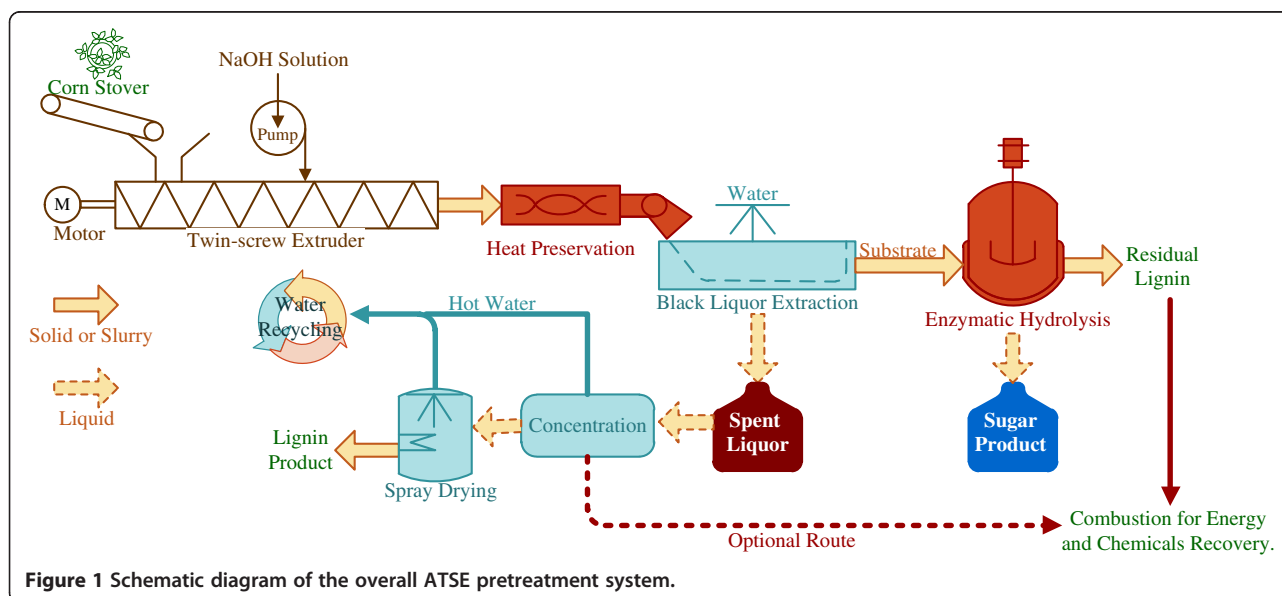 NaOH Solution
Corn Stover
Pump
M
Motor
Twin-screw Extruder
Heat Preservation
Water
Black Liquor Extraction
Substrate
Enzymatic Hydrolysis
Residual
Lignin
Solid or Slurry
Liquid
Water
Recycling
Hot Water
Lignin
Product
Spray Drying
Concentration
Spent
Liquor
Sugar
Product
Optional Route
Combustion for Energy
and Chemicals Recovery.
Figure 1 Schematic diagram of the overall ATSE pretreatment system.